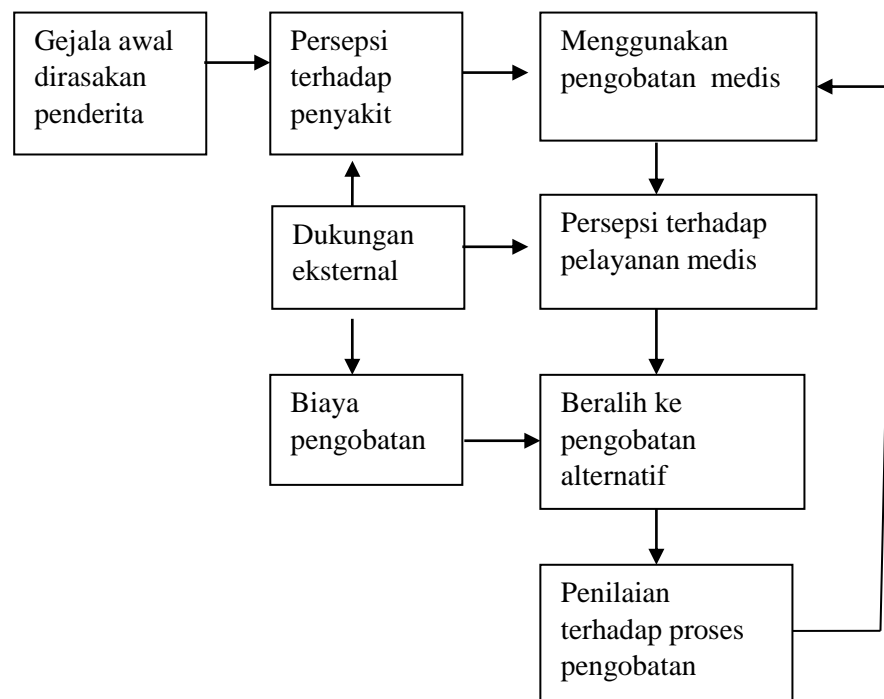 Gejala awal
dirasakan
penderita
Persepsi
terhadap
penyakit
Menggunakan
pengobatan  medis
Dukungan
eksternal
Persepsi terhadap
pelayanan medis
Biaya
pengobatan
Beralih ke
pengobatan
alternatif
Penilaian
terhadap proses
pengobatan